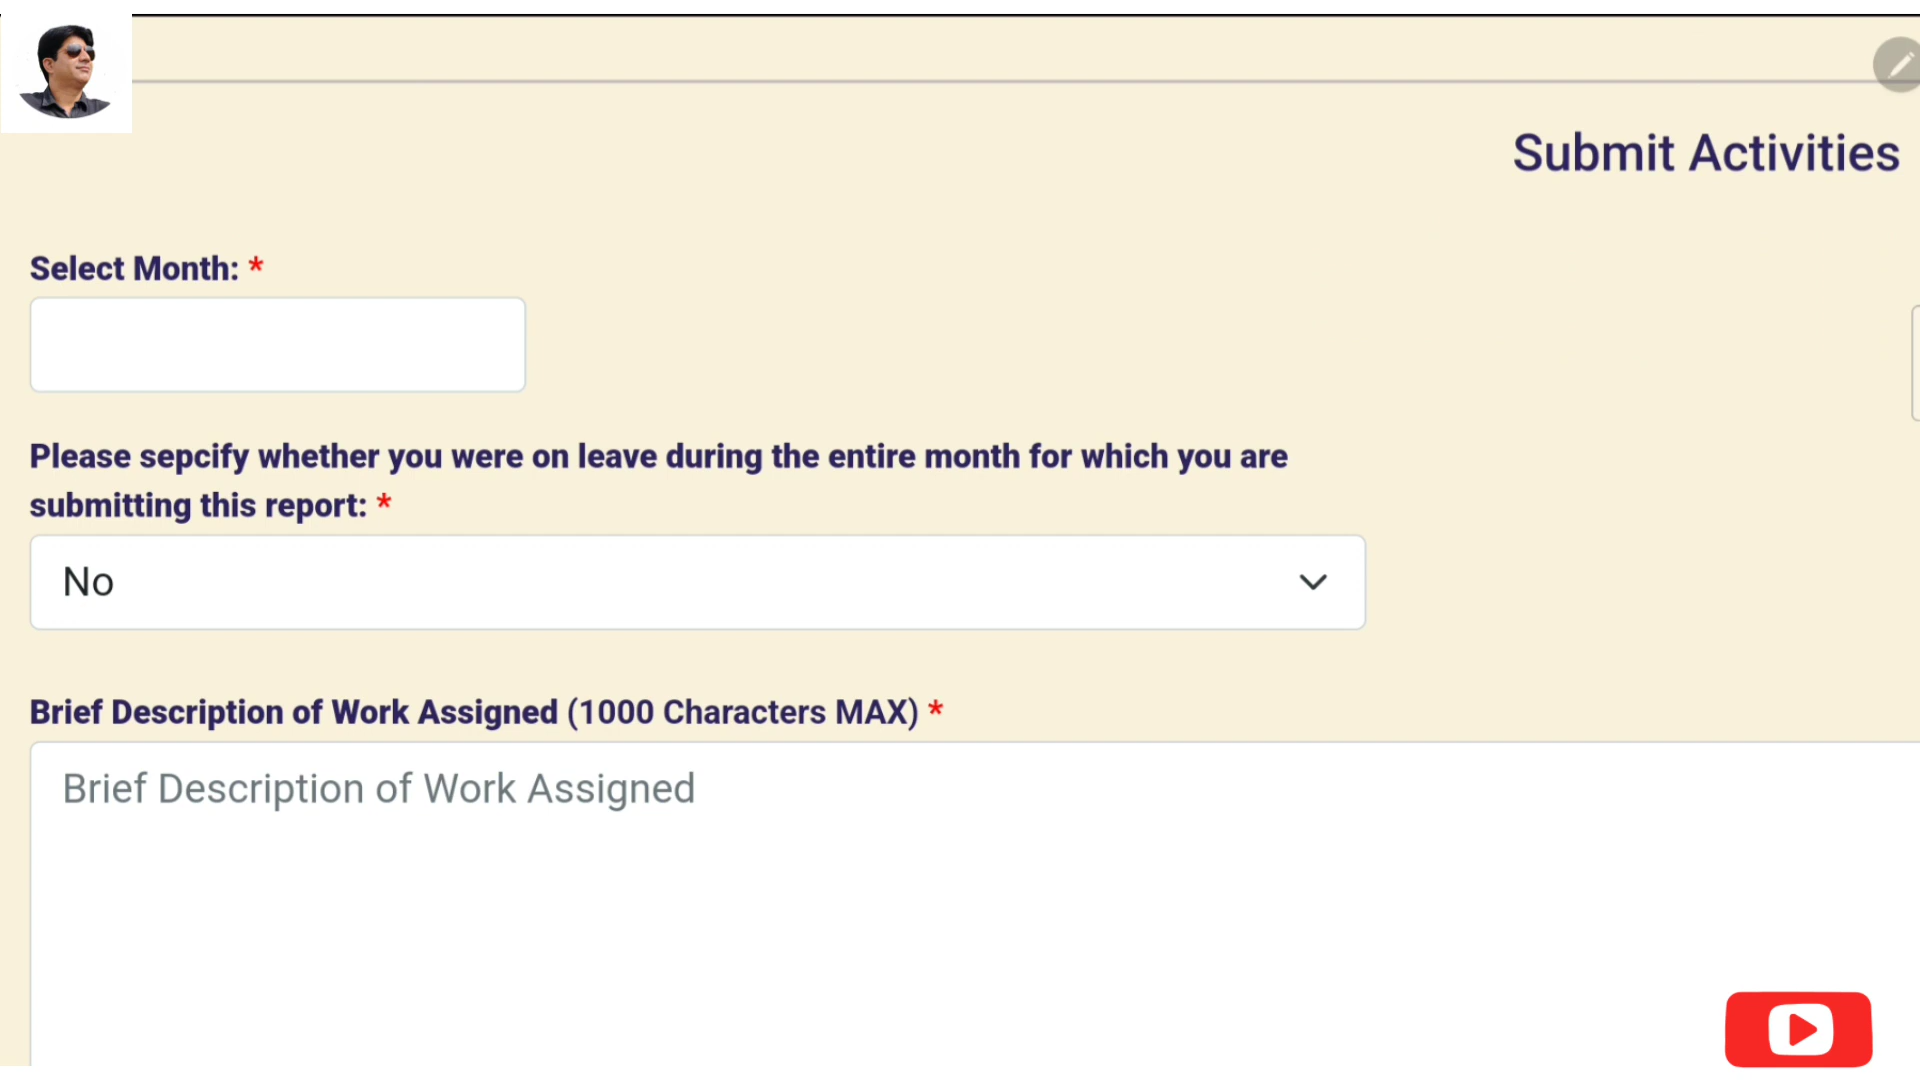 Submit Activities
Select Month: *
Please sepcify whether you were on leave during the entire month for which you are
submitting this report: *
No
Brief Description of Work Assigned (1000 Characters MAX) *
Brief Description of Work Assigned